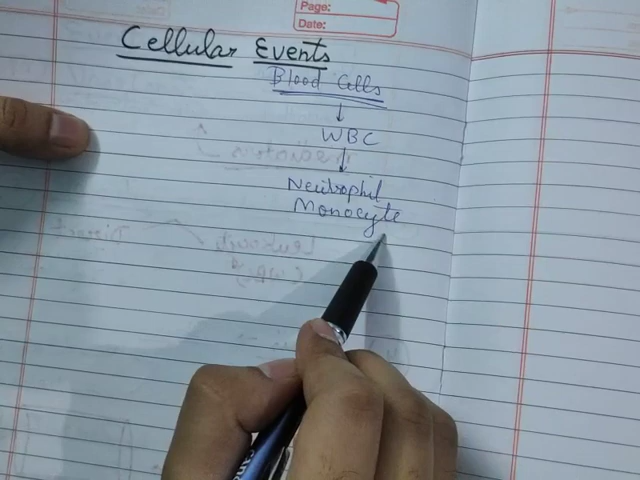 Page:
Date:
Cellular Events
Blood Cells
↓
WBC
↓
Neutrophil
Monocyte